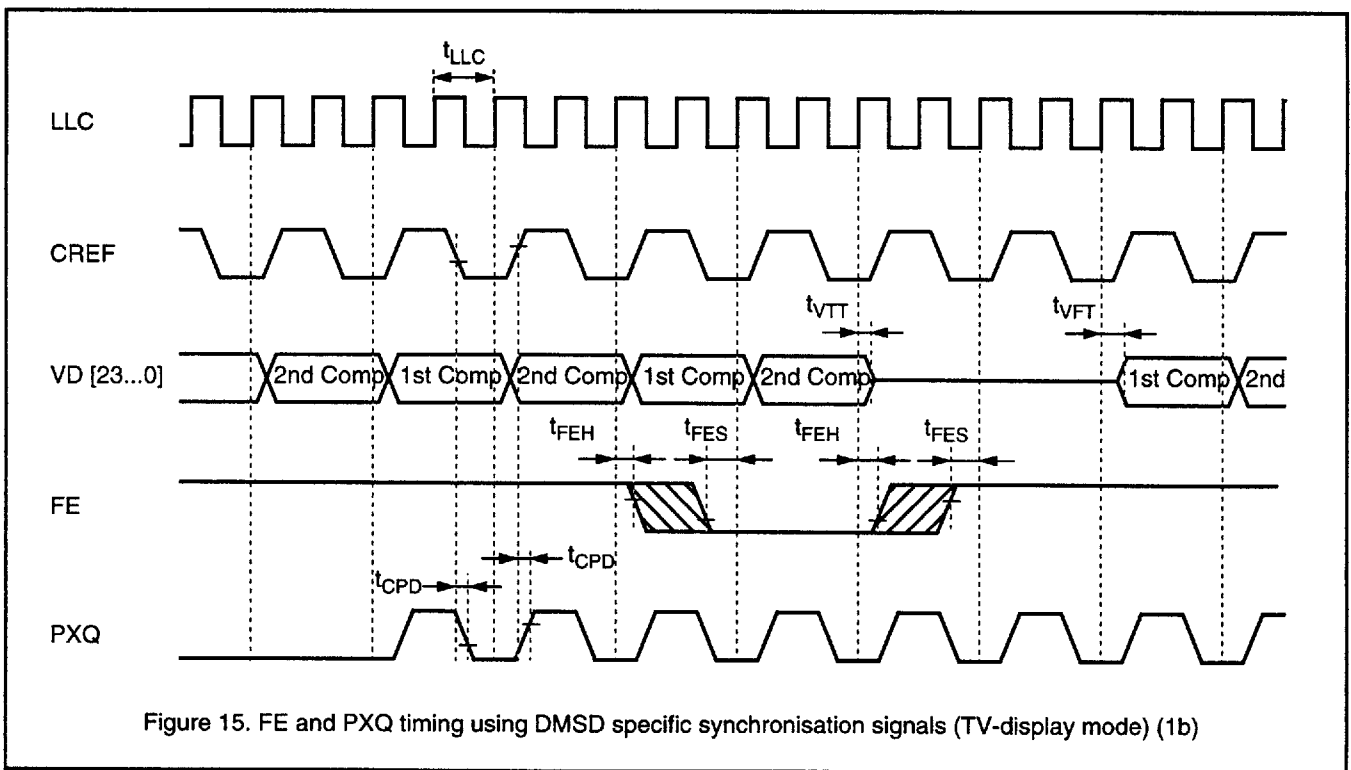 tLLC
LLC
CREF
tVTT
tVFT
VD [23...0]
2nd Comp 1st Comp 2nd Comp 1st Comp 2nd Comp 1st Comp 2nd
tFEH tFES tFEH tFES
FE
tCPD
tCPD
PXQ
Figure 15. FE and PXQ timing using DMSD specific synchronisation signals (TV-display mode) (1b)